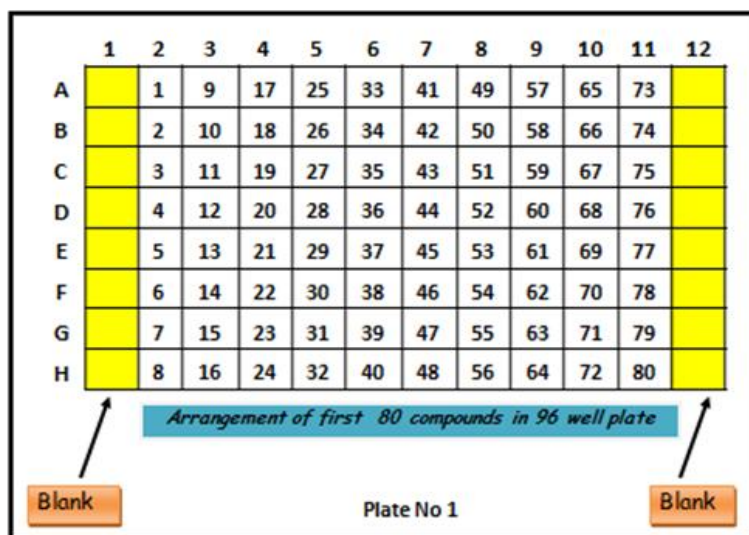 1 2 3 4 5 6 7 8 9 10 11 12
A 1 9 17 25 33 41 49 57 65 73
B 2 10 18 26 34 42 50 58 66 74
C 3 11 19 27 35 43 51 59 67 75
D 4 12 20 28 36 44 52 60 68 76
E 5 13 21 29 37 45 53 61 69 77
F 6 14 22 30 38 46 54 62 70 78
G 7 15 23 31 39 47 55 63 71 79
H 8 16 24 32 40 48 56 64 72 80
Arrangement of first 80 compounds in 96 well plate
Blank Blank
Plate No 1